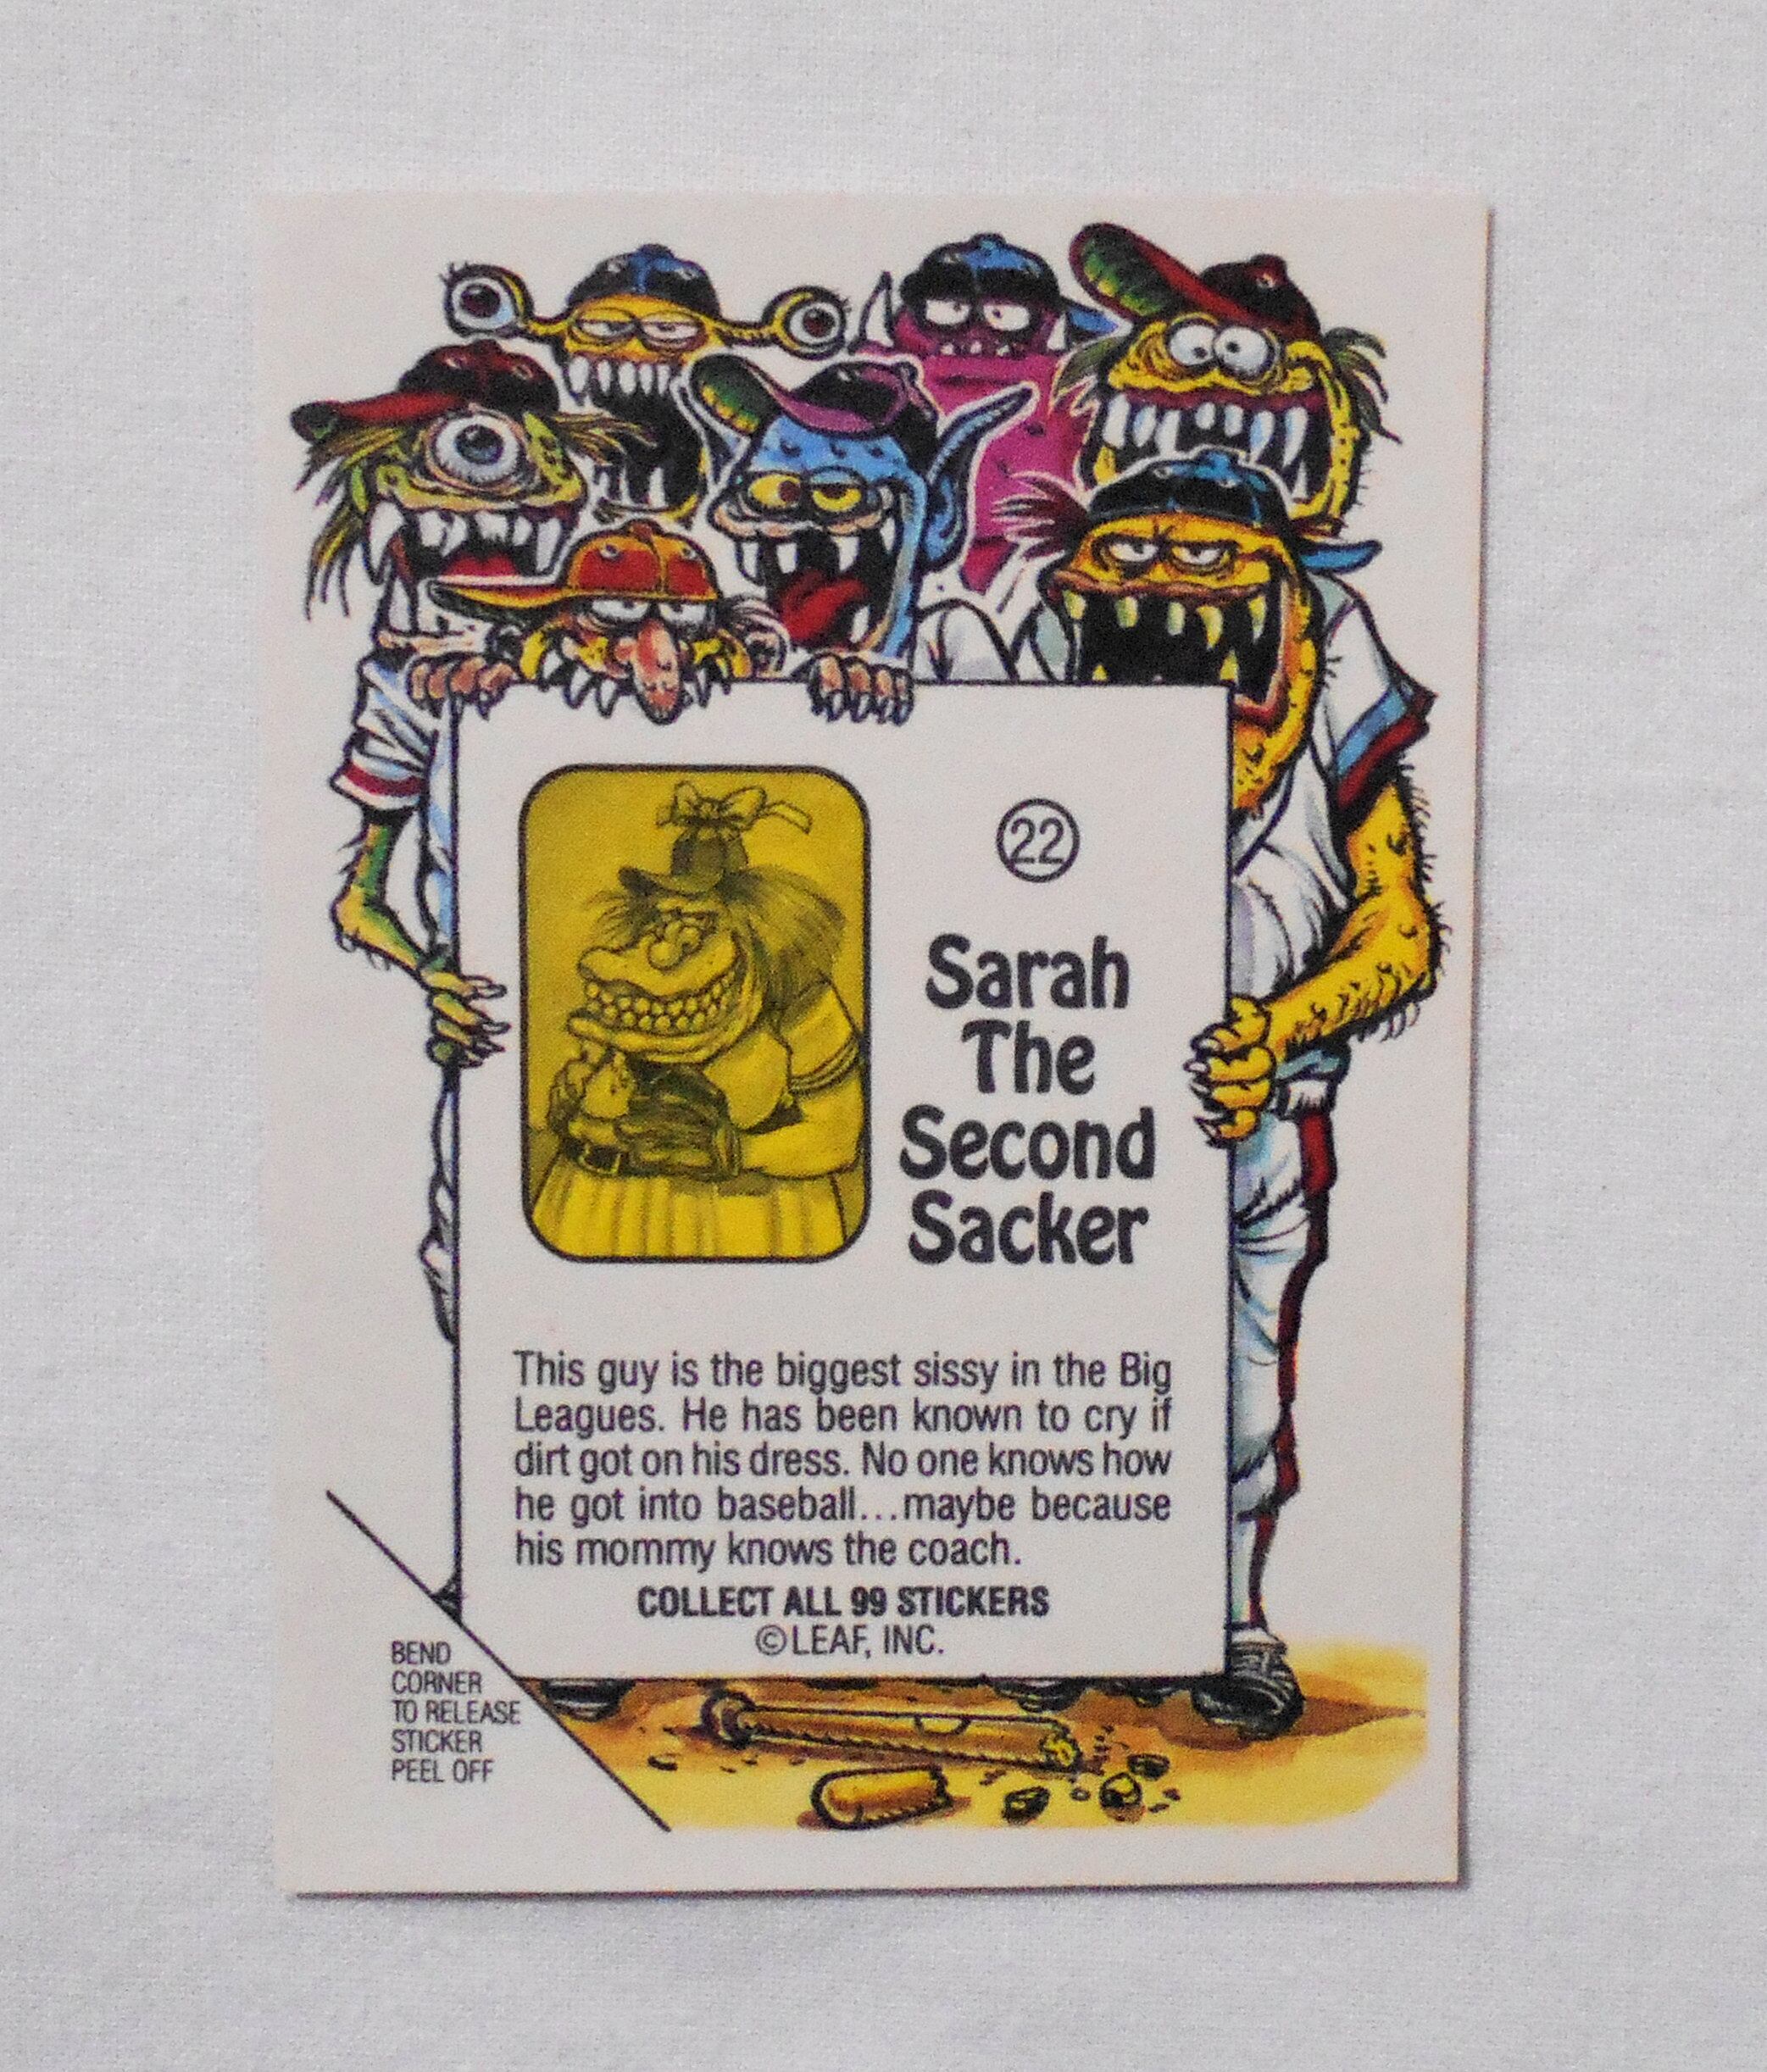 22
Sarah
The
Second
Sacker
This guy is the biggest sissy in the Big
Leagues. He has been known to cry if
dirt got on his dress. No one knows how
he got into baseball...maybe because
his mommy knows the coach.
COLLECT ALL 99 STICKERS
©LEAF, INC.
BEND
CORNER
TO RELEASE
STICKER
PEEL OFF